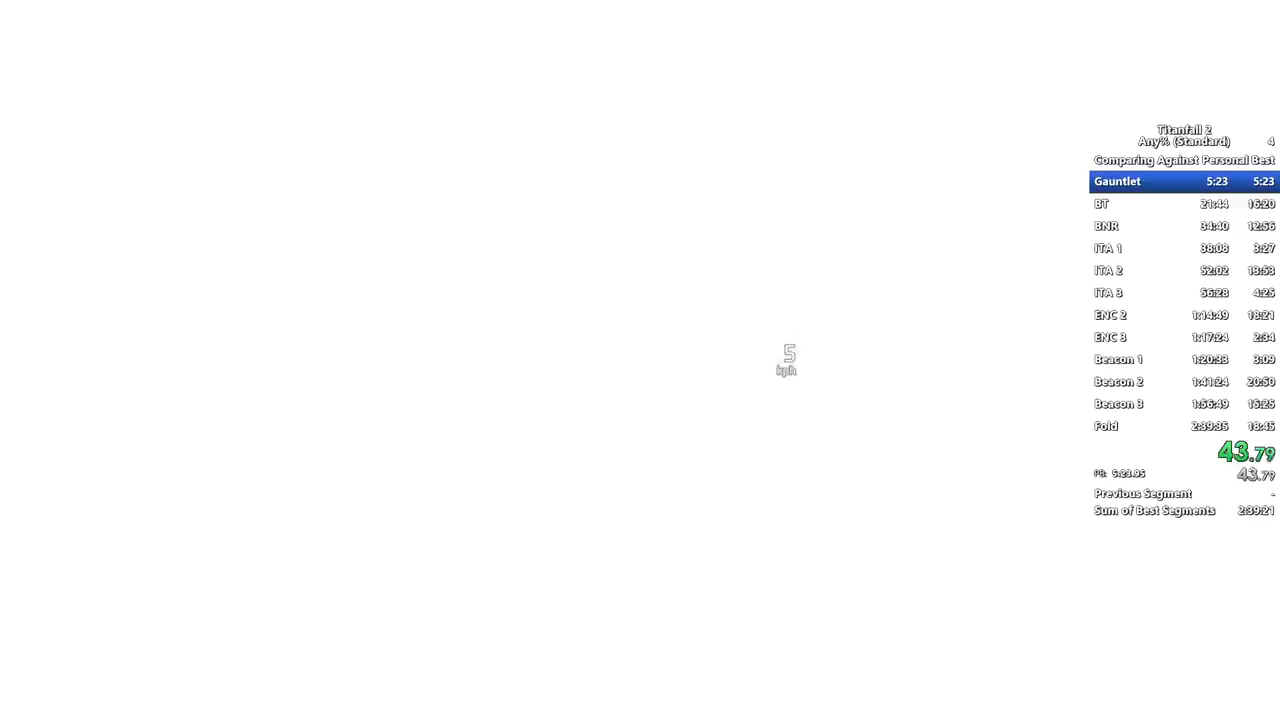 Titanfall 2
Any% (Standard) 4
Comparing Against Personal Best
Gauntlet 5:23 5:23
BT 21:44 16:20
BNR 34:40 12:56
ITA 1 38:08 3:27
ITA 2 52:02 13:53
ITA 3 56:28 4:25
ENC 2 1:14:49 18:21
ENC 3 1:17:24 2:34
5
kph
Beacon 1 1:20:33 3:09
Beacon 2 1:41:24 20:50
Beacon 3 1:56:49 15:25
Fold 2:39:35 18:45
43.79
PB: 5:23.95 43.79
Previous Segment -
Sum of Best Segments 2:39:21